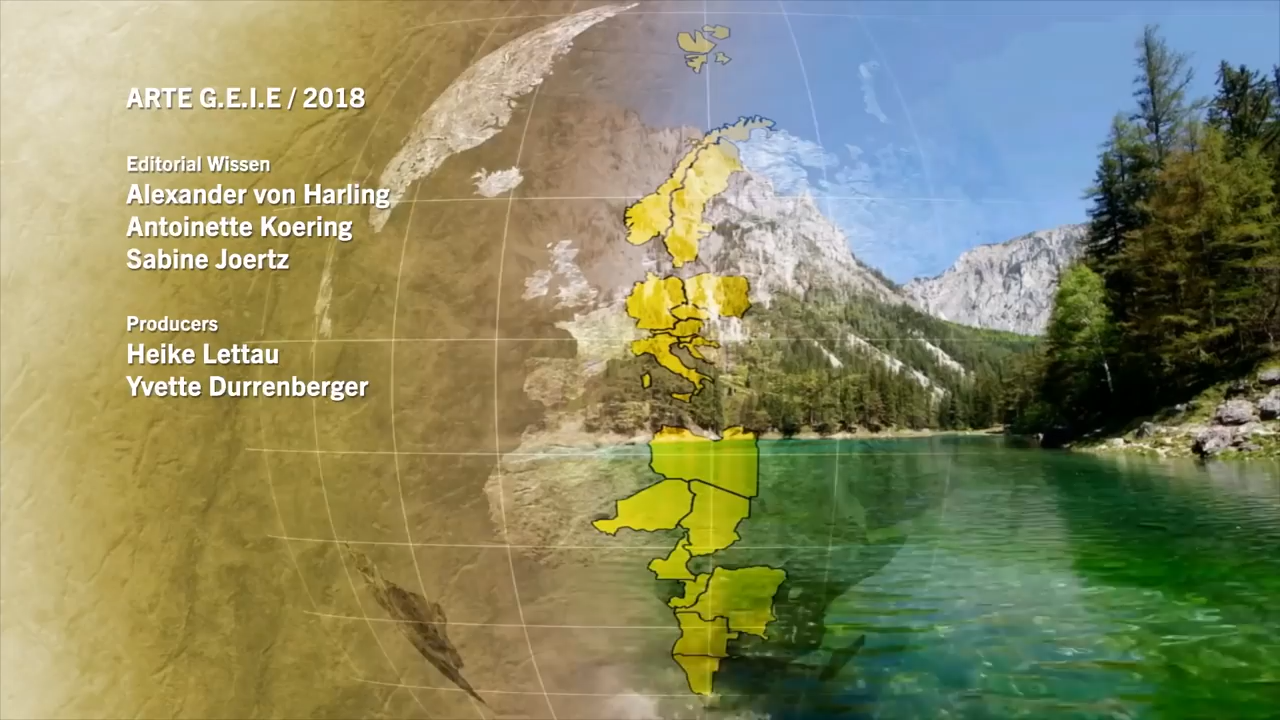 ARTE G.E.I.E / 2018
Editorial Wissen
Alexander von Harling
Antoinette Koering
Sabine Joertz
Producers
Heike Lettau
Yvette Durrenberger